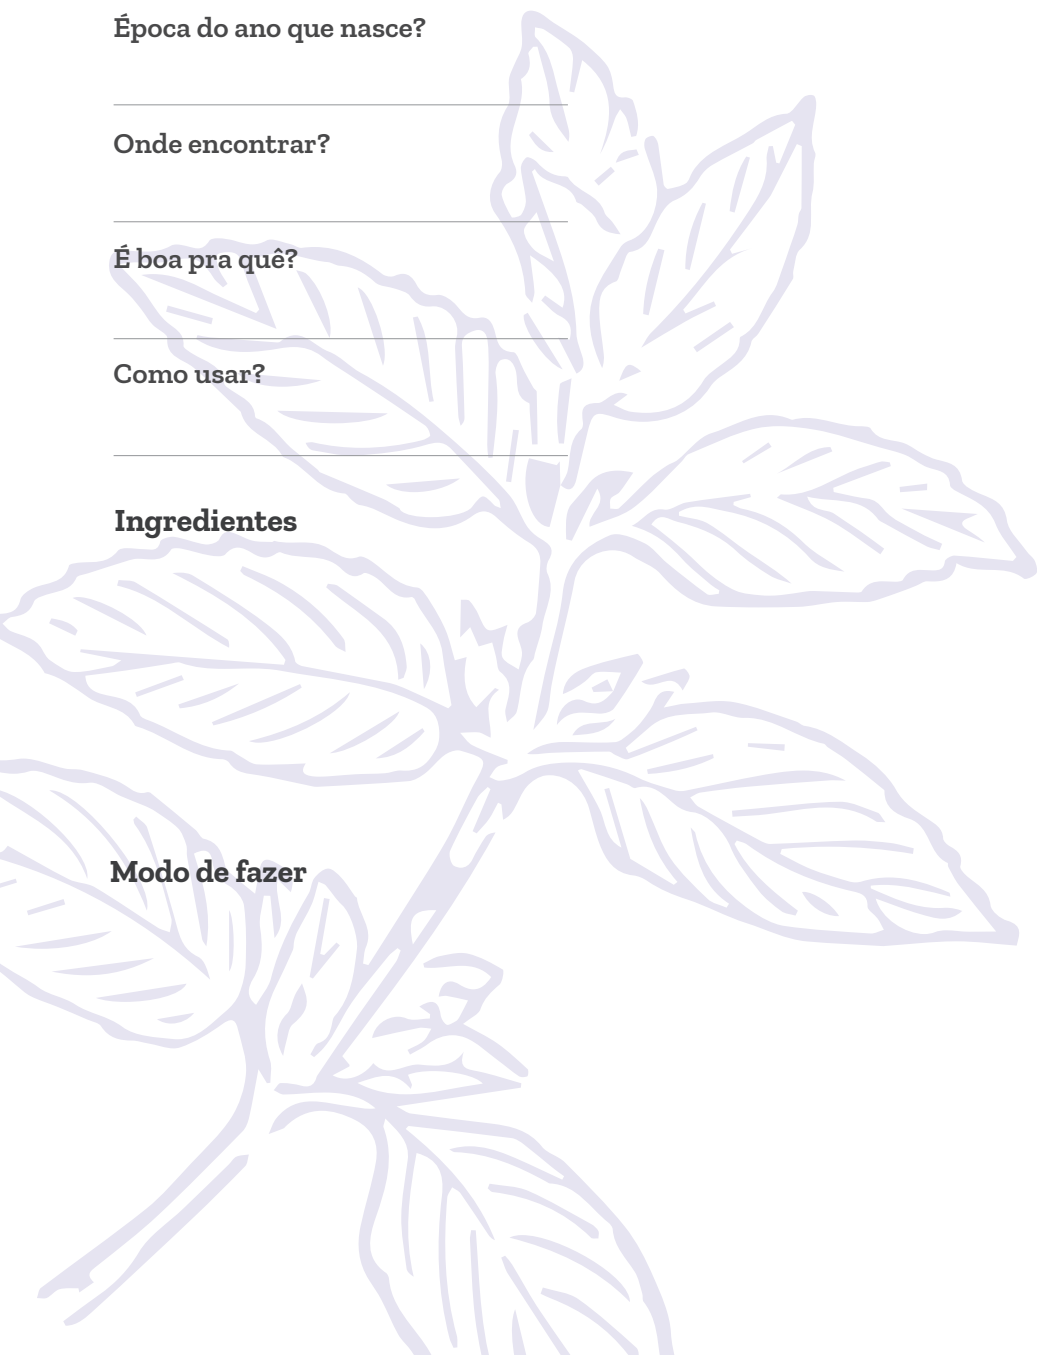 Época do ano que nasce?
Onde encontrar?
É boa pra quê?
Como usar?
Ingredientes
Modo de fazer